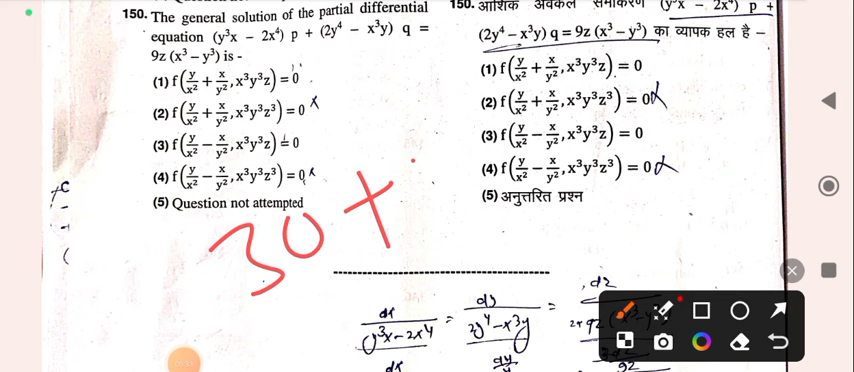 150. The general solution of the partial differential
equation (y³x − 2x⁴) p + (2y⁴ − x³y) q =
9z (x³ − y³) is -
(1) f(y/x² + x/y², x³y³z) = 0
(2) f(y/x² + x/y², x³y³z³) = 0 x
(3) f(y/x² − x/y², x³y³z) = 0
(4) f(y/x² − x/y², x³y³z³) = 0 x
(5) Question not attempted
150. आंशिक अवकल समीकरण (y³x − 2x⁴) p +
(2y⁴ − x³y) q = 9z (x³ − y³) का व्यापक हल है –
(1) f(y/x² + x/y², x³y³z) = 0
(2) f(y/x² + x/y², x³y³z³) = 0 x
(3) f(y/x² − x/y², x³y³z) = 0
(4) f(y/x² − x/y², x³y³z³) = 0 x
(5) अनुत्तरित प्रश्न
30+
dx/(y³x − 2x⁴) = dy/(2y⁴ − x³y) = dz